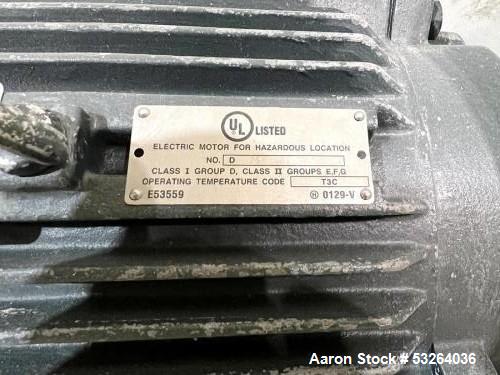 UL LISTED
ELECTRIC MOTOR FOR HAZARDOUS LOCATION
NO. D
CLASS I GROUP D, CLASS II GROUPS E,F,G
OPERATING TEMPERATURE CODE T3C
E53559 H 0129-V
Aaron Stock # 53264036